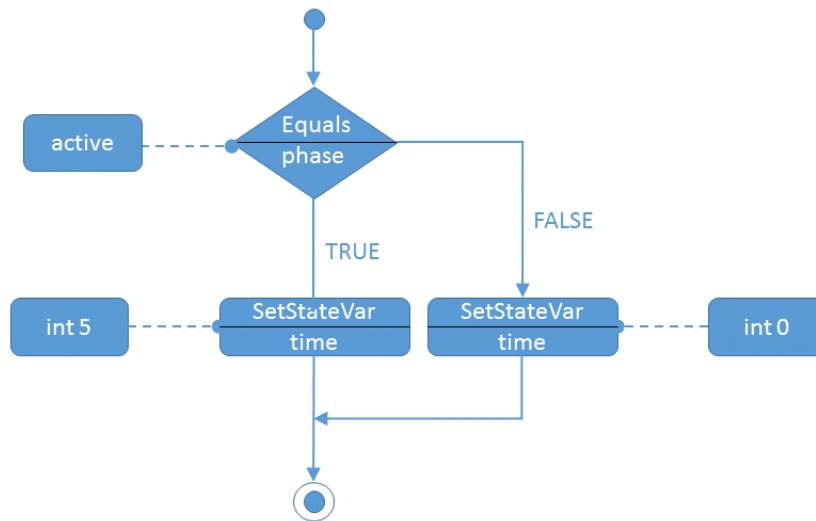 Equals
phase
active
FALSE
TRUE
SetStateVar
time
SetStateVar
time
int 5
int 0